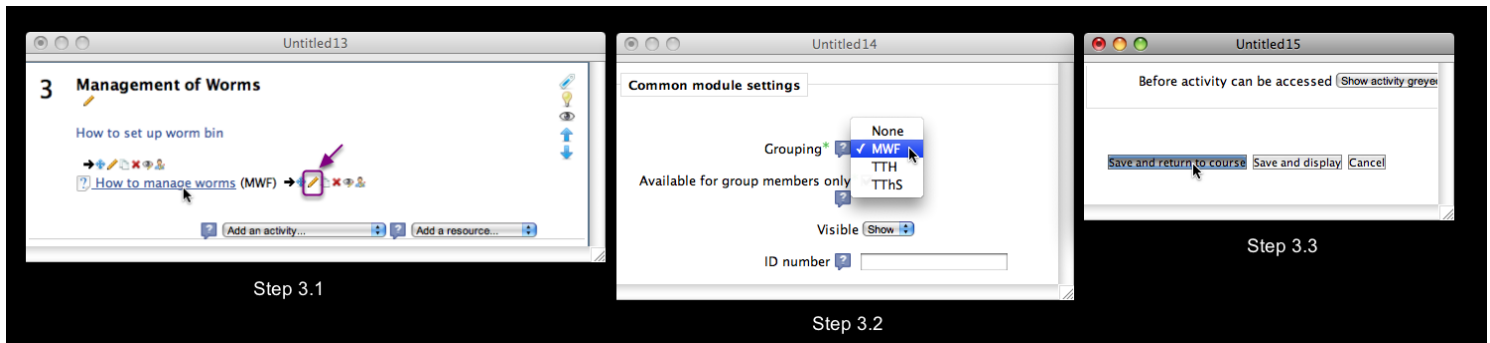 Untitled13
3 Management of Worms
How to set up worm bin
? How to manage worms (MWF)
? Add an activity... ? Add a resource...
Step 3.1
Untitled14
Common module settings
None
Grouping* ? ✓ MWF
TTH
Available for group members only
TThS
?
Visible Show
ID number ?
Step 3.2
Untitled15
Before activity can be accessed Show activity greye
Save and return to course Save and display Cancel
Step 3.3